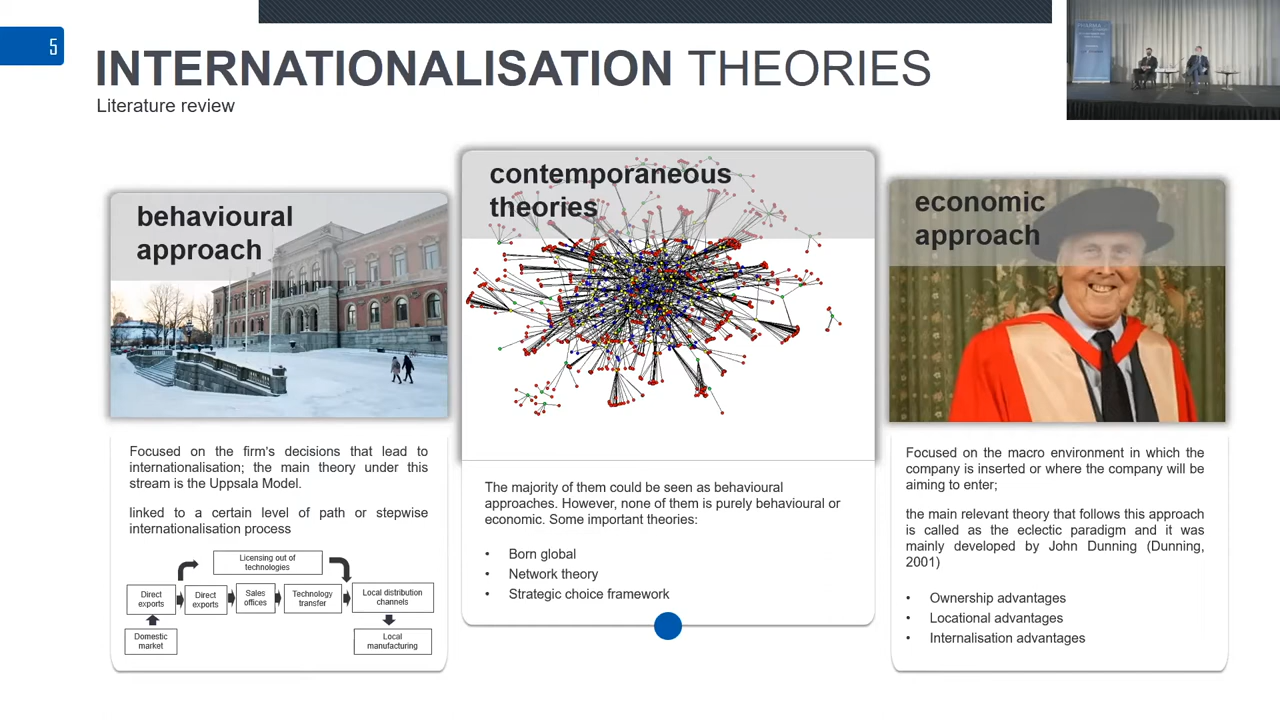 5
INTERNATIONALISATION THEORIES
Literature review
behavioural
approach
Focused on the firm's decisions that lead to
internationalisation; the main theory under this
stream is the Uppsala Model.
linked to a certain level of path or stepwise
internationalisation process
Licensing out of
technologies
Direct
exports
Direct
exports
Sales
offices
Technology
transfer
Local distribution
channels
Domestic
market
Local
manufacturing
contemporaneous
theories
The majority of them could be seen as behavioural
approaches. However, none of them is purely behavioural or
economic. Some important theories:
• Born global
• Network theory
• Strategic choice framework
economic
approach
Focused on the macro environment in which the
company is inserted or where the company will be
aiming to enter;
the main relevant theory that follows this approach
is called as the eclectic paradigm and it was
mainly developed by John Dunning (Dunning,
2001)
• Ownership advantages
• Locational advantages
• Internalisation advantages